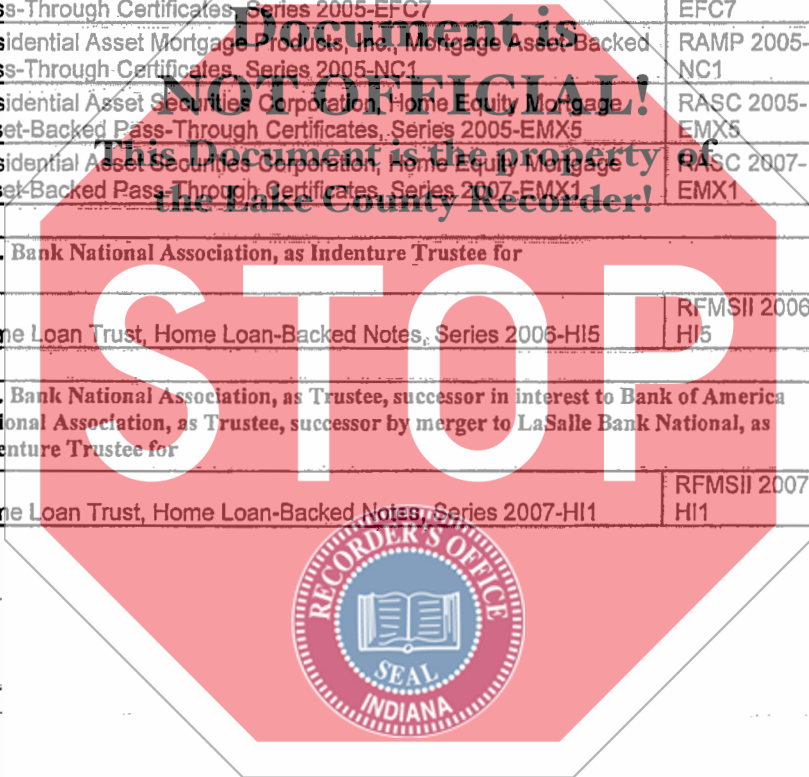 s-Through Certificates, Series 2005-EFC7
EFC7
Document is
sidential Asset Mortgage Products, Inc., Mortgage Asset-Backed
RAMP 2005-
s-Through Certificates, Series 2005-NC1
NC1
NOT OFFICIAL!
sidential Asset Securities Corporation, Home Equity Mortgage
RASC 2005-
et-Backed Pass-Through Certificates, Series 2005-EMX5
EMX5
This Document is the property of
sidential Asset Securities Corporation, Home Equity Mortgage
RASC 2007-
et-Backed Pass-Through Certificates, Series 2007-EMX1
EMX1
the Lake County Recorder!
. Bank National Association, as Indenture Trustee for
RFMSII 2006
ne Loan Trust, Home Loan-Backed Notes, Series 2006-HI5
HI5
STOP
. Bank National Association, as Trustee, successor in interest to Bank of America
ional Association, as Trustee, successor by merger to LaSalle Bank National, as
enture Trustee for
RFMSII 2007
ne Loan Trust, Home Loan-Backed Notes, Series 2007-HI1
HI1
RECORDER'S OFFICE
SEAL
INDIANA